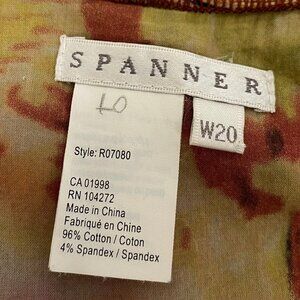 SPANNER
10
W20
Style: R07080
CA 01998
RN 104272
Made in China
Fabriqué en Chine
96% Cotton / Coton
4% Spandex / Spandex